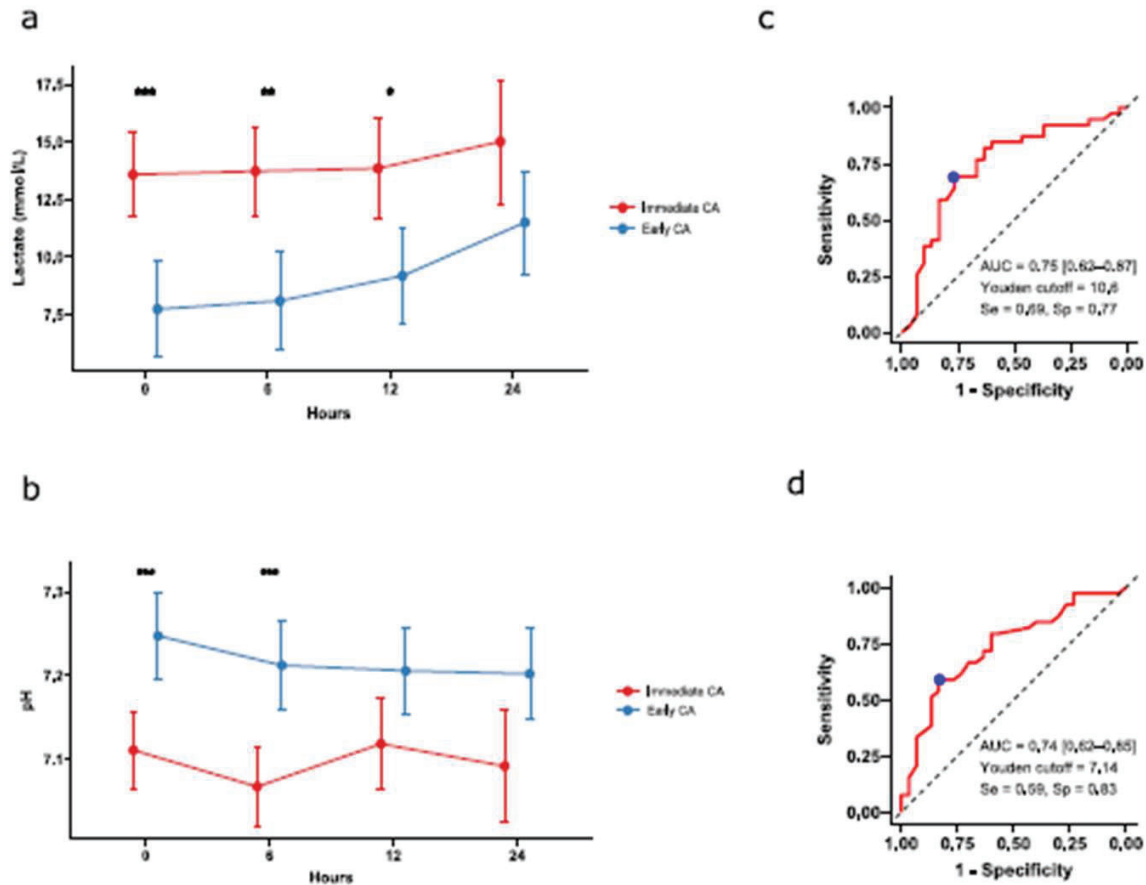 a
17,5
15,0
12,5
10,0
7,5
Lactate (mmol/L)
***
**
*
0
6
12
24
Hours
Immediate CA
Early CA
c
1.00
0.75
0.50
0.25
0.00
Sensitivity
AUC = 0.75 [0.63–0.87]
Youden cutoff = 10,6
Se = 0.69, Sp = 0.77
1,00
0,75
0,50
0,25
0,00
1 - Specificity
b
7,3
7,2
7,1
pH
***
***
0
6
12
24
Hours
Immediate CA
Early CA
d
1.00
0.75
0.50
0.25
0.00
Sensitivity
AUC = 0,74 [0,62–0,85]
Youden cutoff = 7,14
Se = 0,59, Sp = 0,83
1,00
0,75
0,50
0,25
0,00
1 - Specificity